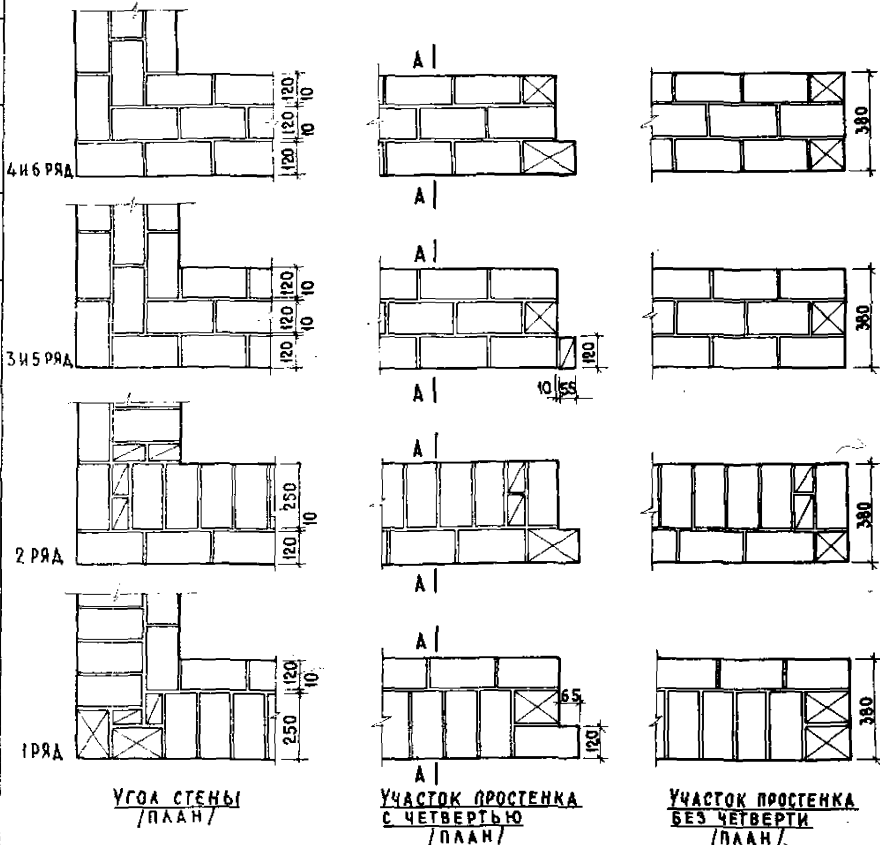 А
4 И 6 РЯД
120
10
120
10
120
380
А
А
3 И 5 РЯД
120
10
120
10
120
120
10
55
380
А
А
2 РЯД
250
10
120
380
А
А
1 РЯД
120
10
250
65
120
380
А
УГОЛ СТЕНЫ
/ПЛАН/
УЧАСТОК ПРОСТЕНКА
С ЧЕТВЕРТЬЮ
/ПЛАН/
УЧАСТОК ПРОСТЕНКА
БЕЗ ЧЕТВЕРТИ
/ПЛАН/